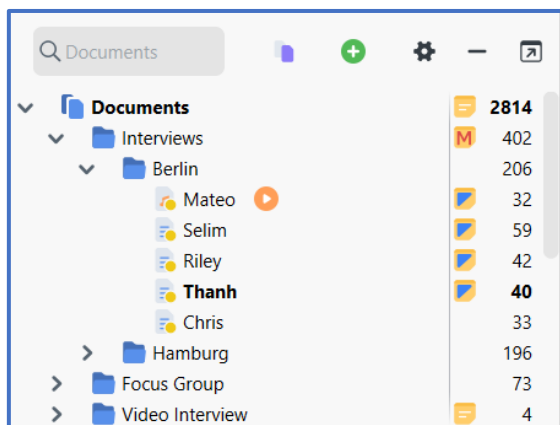 Documents
Documents 2814
Interviews M 402
Berlin 206
Mateo 32
Selim 59
Riley 42
Thanh 40
Chris 33
Hamburg 196
Focus Group 73
Video Interview 4